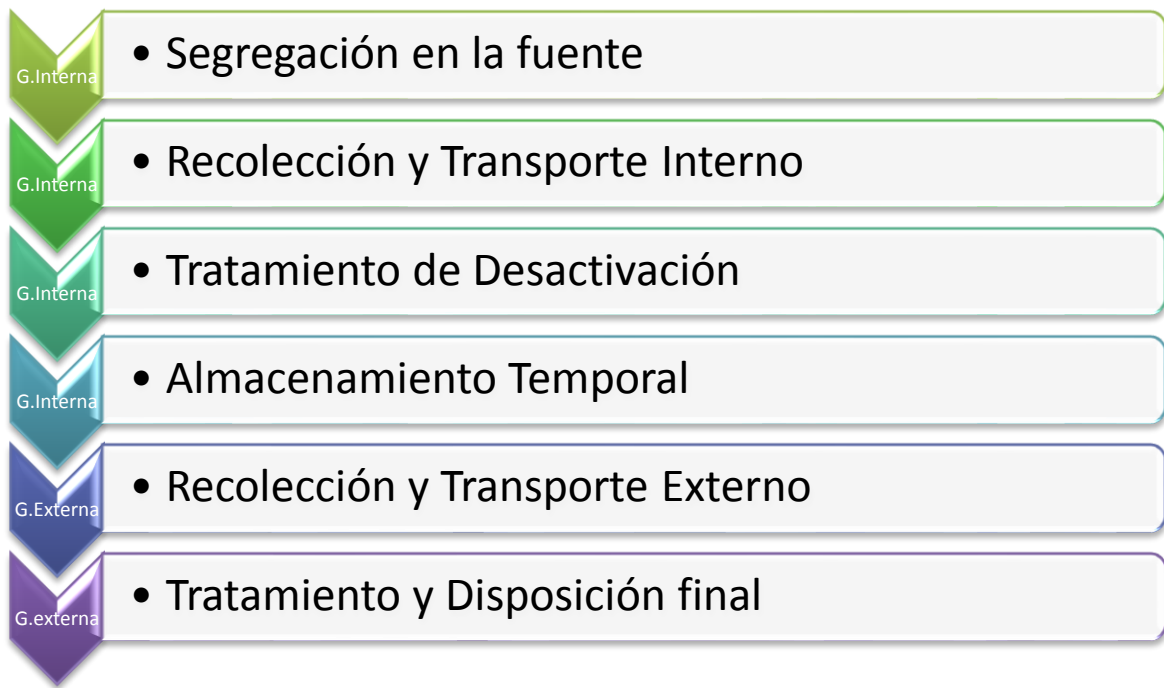 G.Interna
• Segregación en la fuente
G.Interna
• Recolección y Transporte Interno
G.Interna
• Tratamiento de Desactivación
G.Interna
• Almacenamiento Temporal
G.Externa
• Recolección y Transporte Externo
G.externa
• Tratamiento y Disposición final